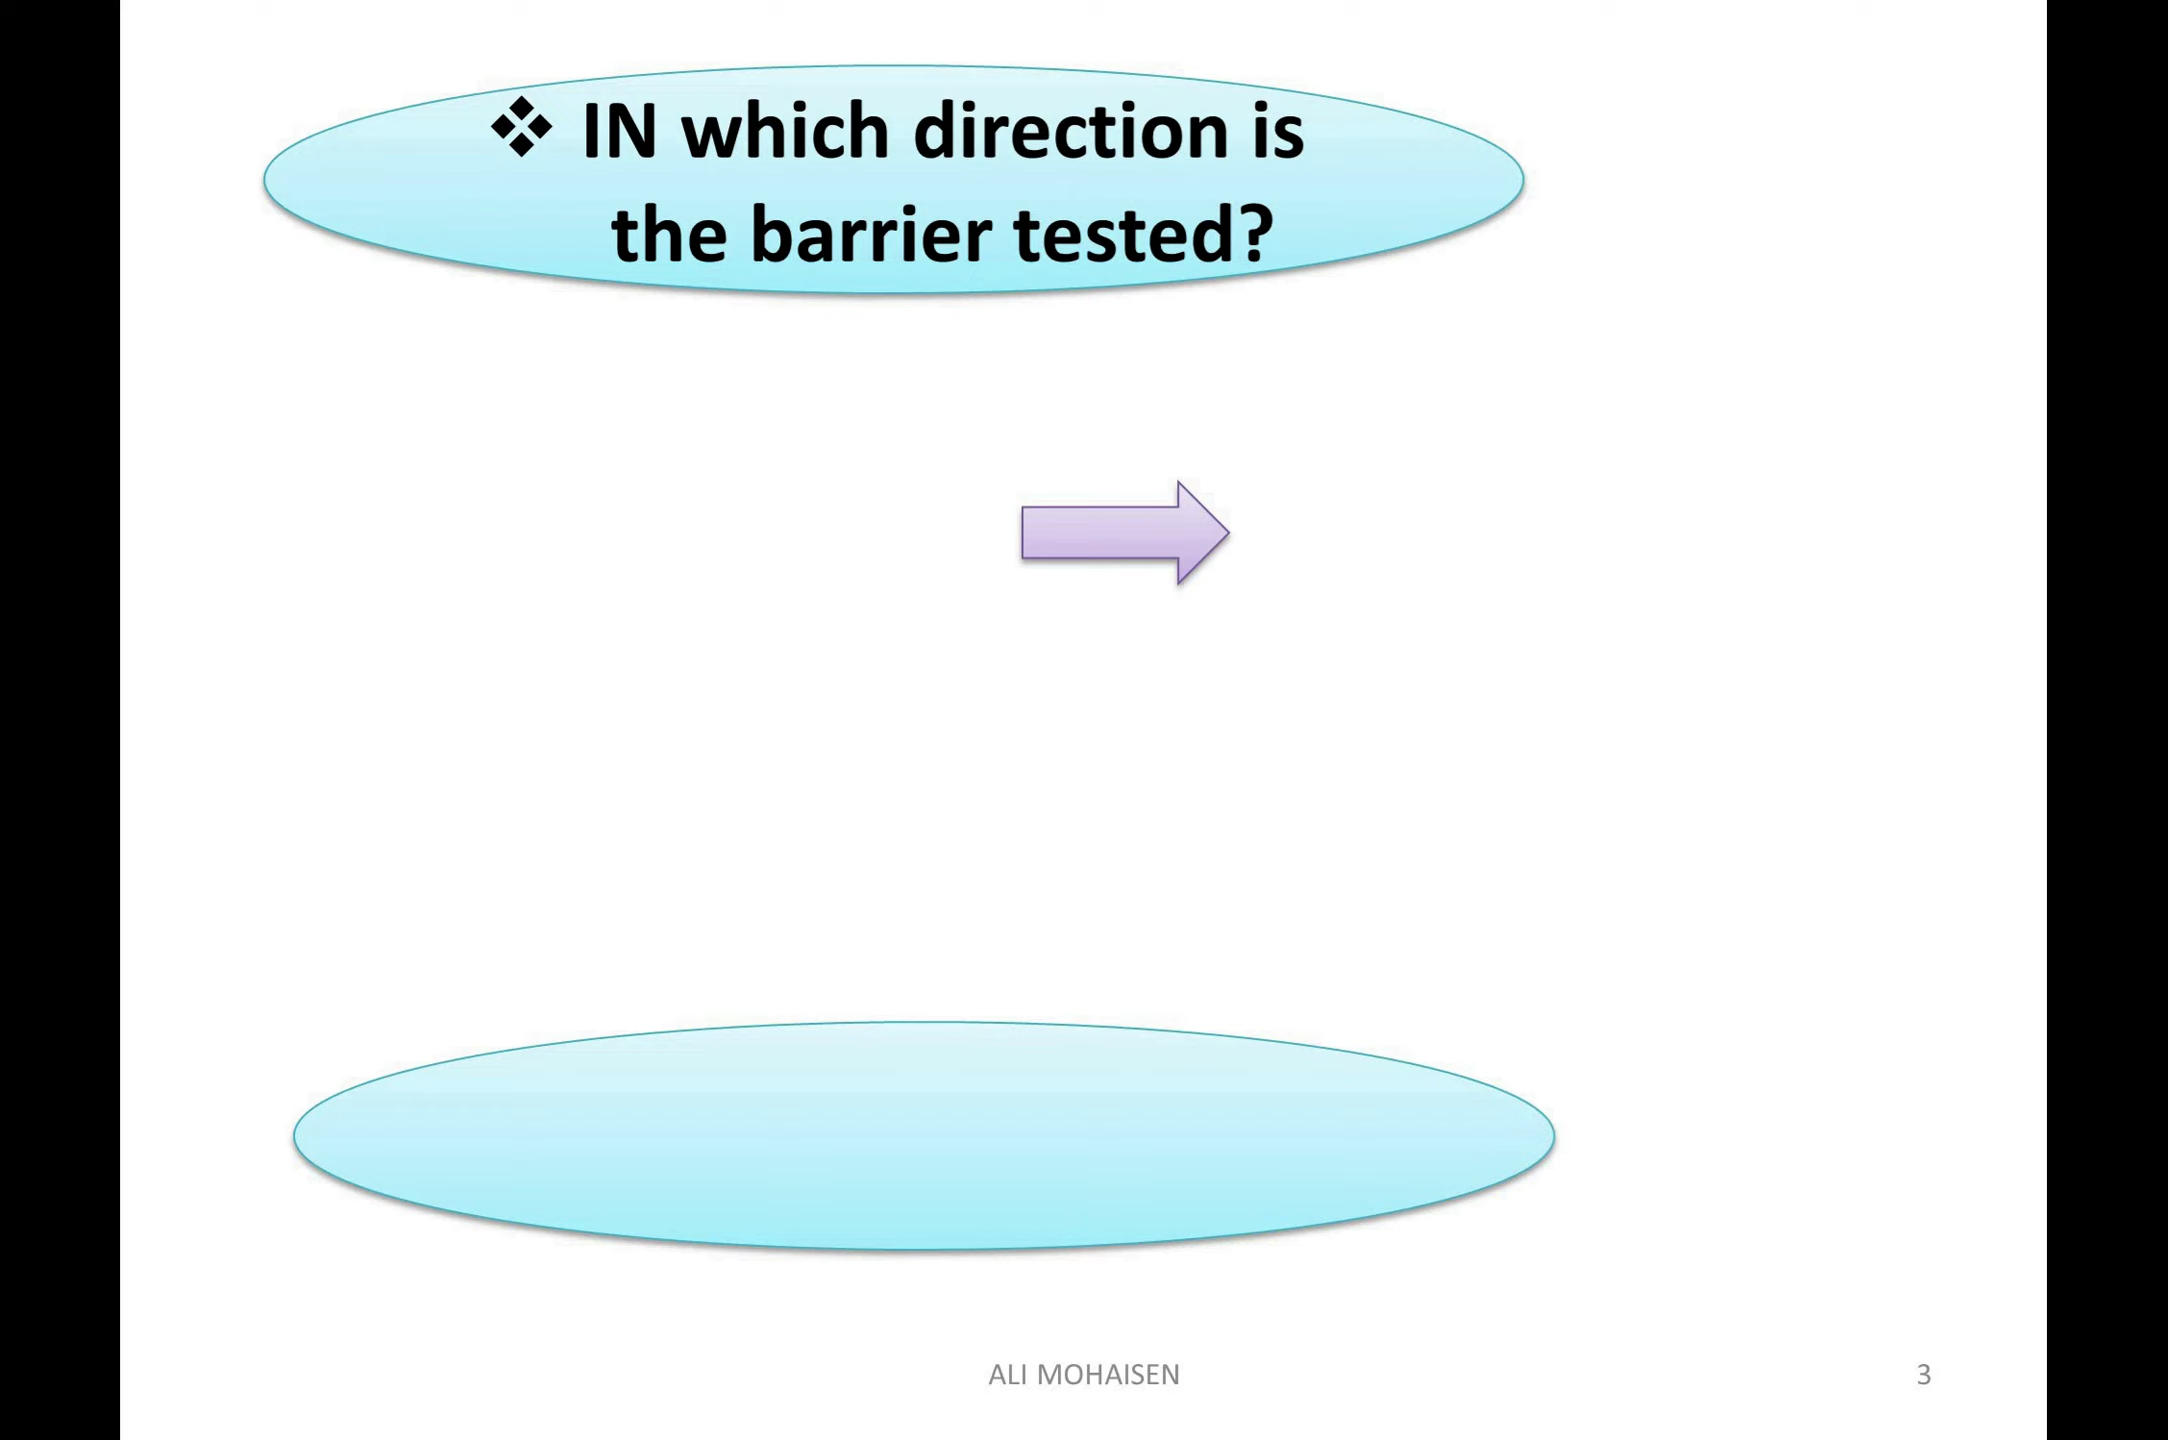 ❖ IN which direction is
the barrier tested?
ALI MOHAISEN
3